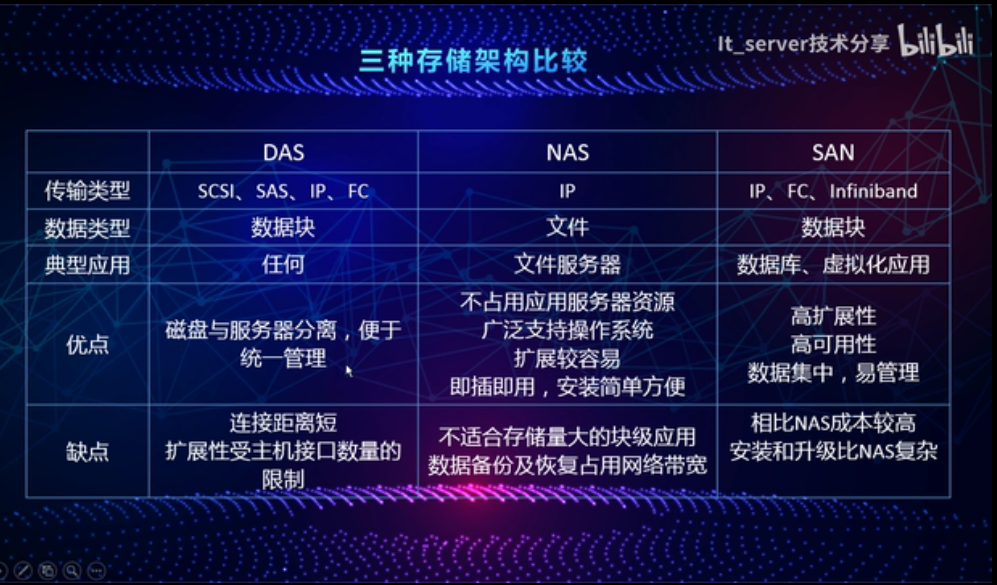 It_server技术分享 bilibili
三种存储架构比较
DAS NAS SAN
传输类型 SCSI、SAS、IP、FC IP IP、FC、Infiniband
数据类型 数据块 文件 数据块
典型应用 任何 文件服务器 数据库、虚拟化应用
优点
磁盘与服务器分离，便于
统一管理
不占用应用服务器资源
广泛支持操作系统
扩展较容易
即插即用，安装简单方便
高扩展性
高可用性
数据集中，易管理
缺点
连接距离短
扩展性受主机接口数量的
限制
不适合存储量大的块级应用
数据备份及恢复占用网络带宽
相比NAS成本较高
安装和升级比NAS复杂